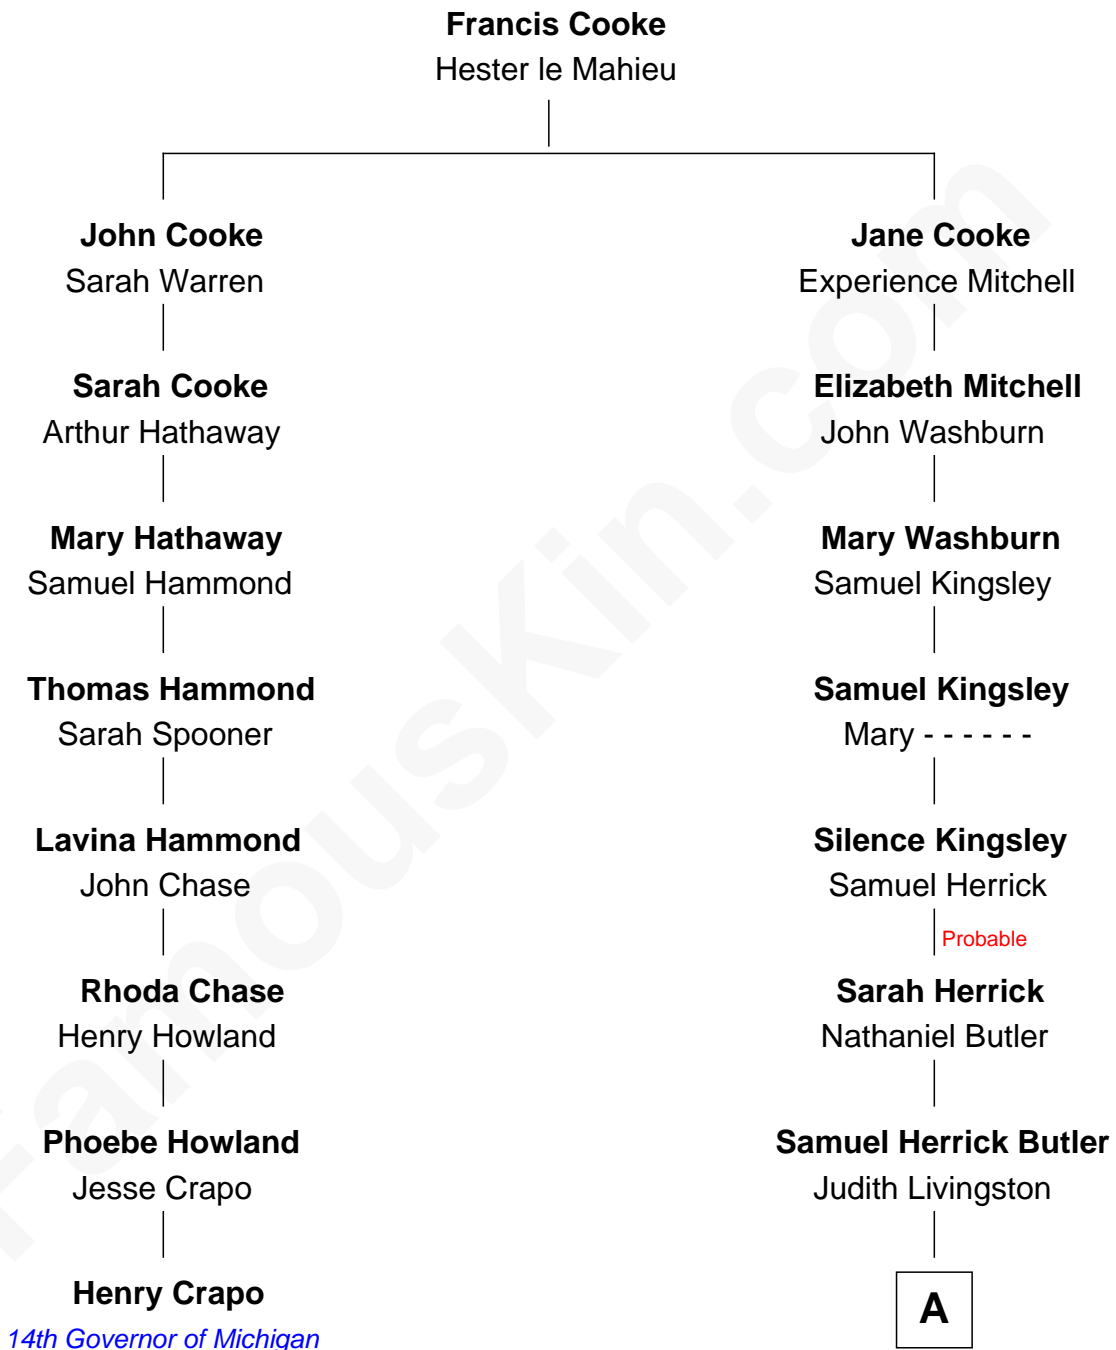 Francis Cooke
Hester le Mahieu
John Cooke
Sarah Warren
Jane Cooke
Experience Mitchell
Sarah Cooke
Arthur Hathaway
Elizabeth Mitchell
John Washburn
Mary Hathaway
Samuel Hammond
Mary Washburn
Samuel Kingsley
Thomas Hammond
Sarah Spooner
Samuel Kingsley
Mary - - - - - -
Lavina Hammond
John Chase
Silence Kingsley
Samuel Herrick
Probable
Rhoda Chase
Henry Howland
Sarah Herrick
Nathaniel Butler
Phoebe Howland
Jesse Crapo
Samuel Herrick Butler
Judith Livingston
Henry Crapo
14th Governor of Michigan
A
FamousKin.com